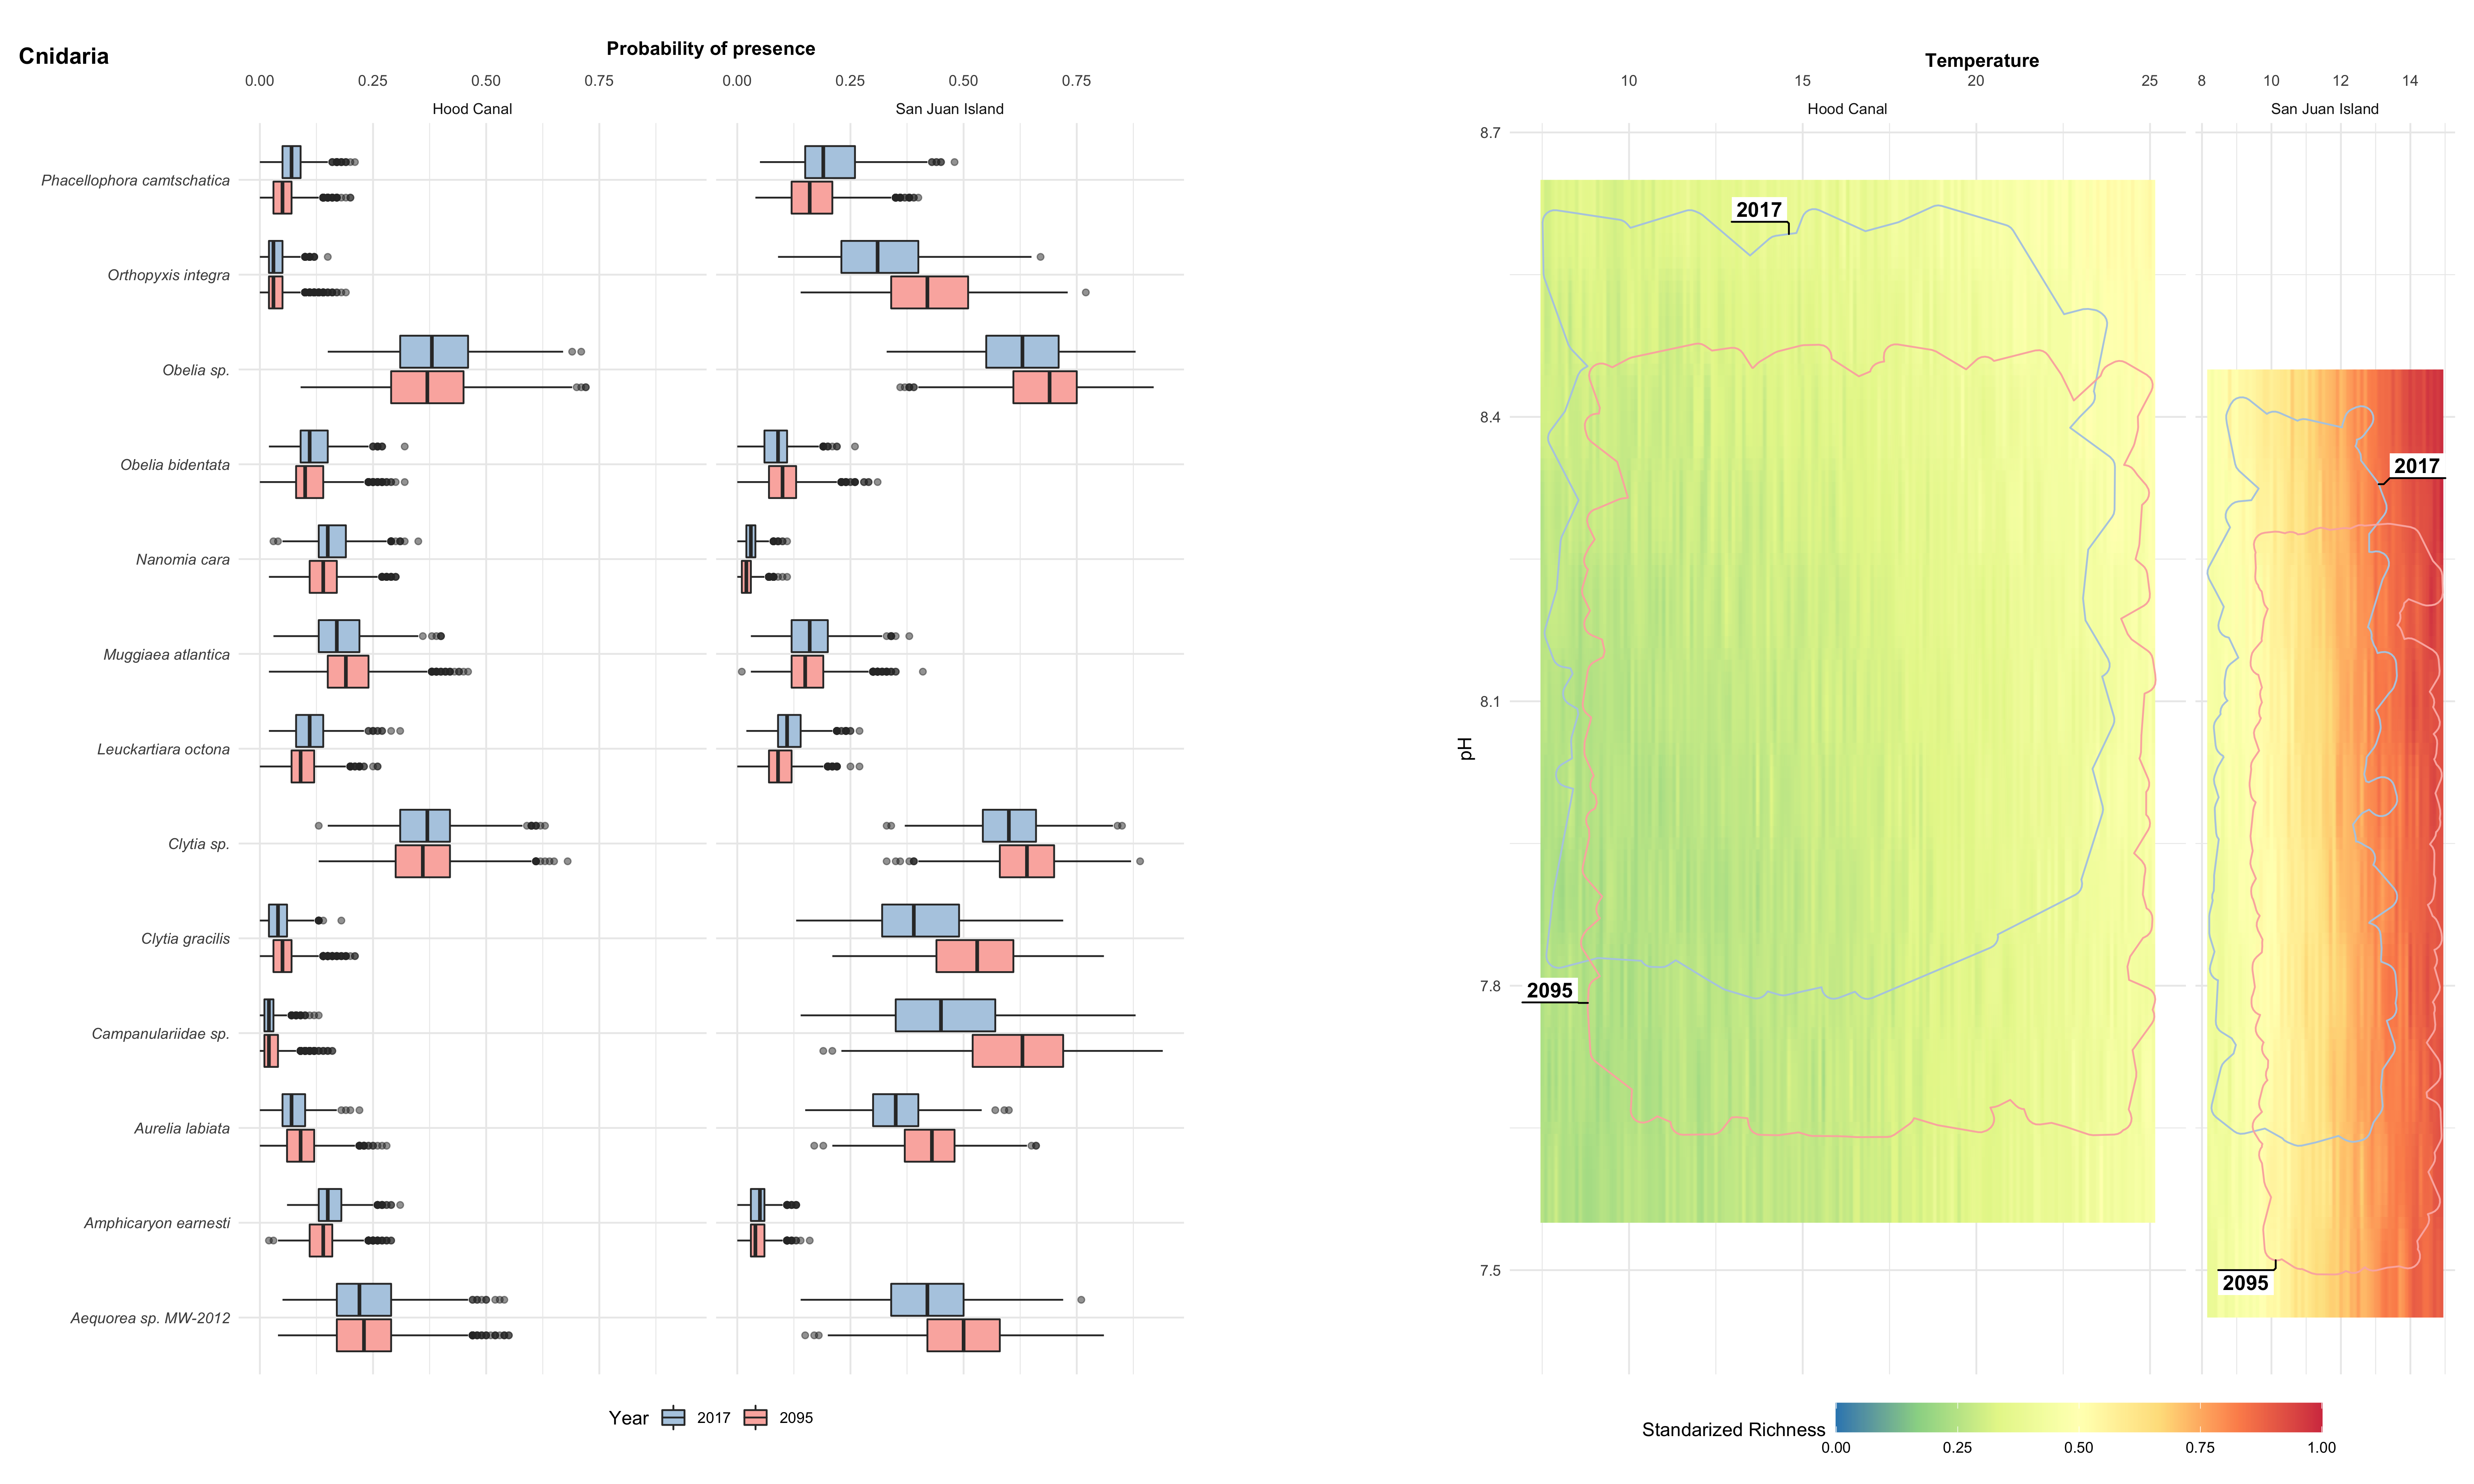 Cnidaria
Probability of presence
0.00 0.25 0.50 0.75 0.00 0.25 0.50 0.75
Hood Canal San Juan Island
Phacellophora camtschatica
Orthopyxis integra
Obelia sp.
Obelia bidentata
Nanomia cara
Muggiaea atlantica
Leuckartiara octona
Clytia sp.
Clytia gracilis
Campanulariidae sp.
Aurelia labiata
Amphicaryon earnesti
Aequorea sp. MW-2012
Year 2017 2095
Temperature
10 15 20 25 8 10 12 14
Hood Canal San Juan Island
8.7
8.4
8.1
7.8
7.5
pH
2017
2017
2095
2095
Standarized Richness
0.00 0.25 0.50 0.75 1.00